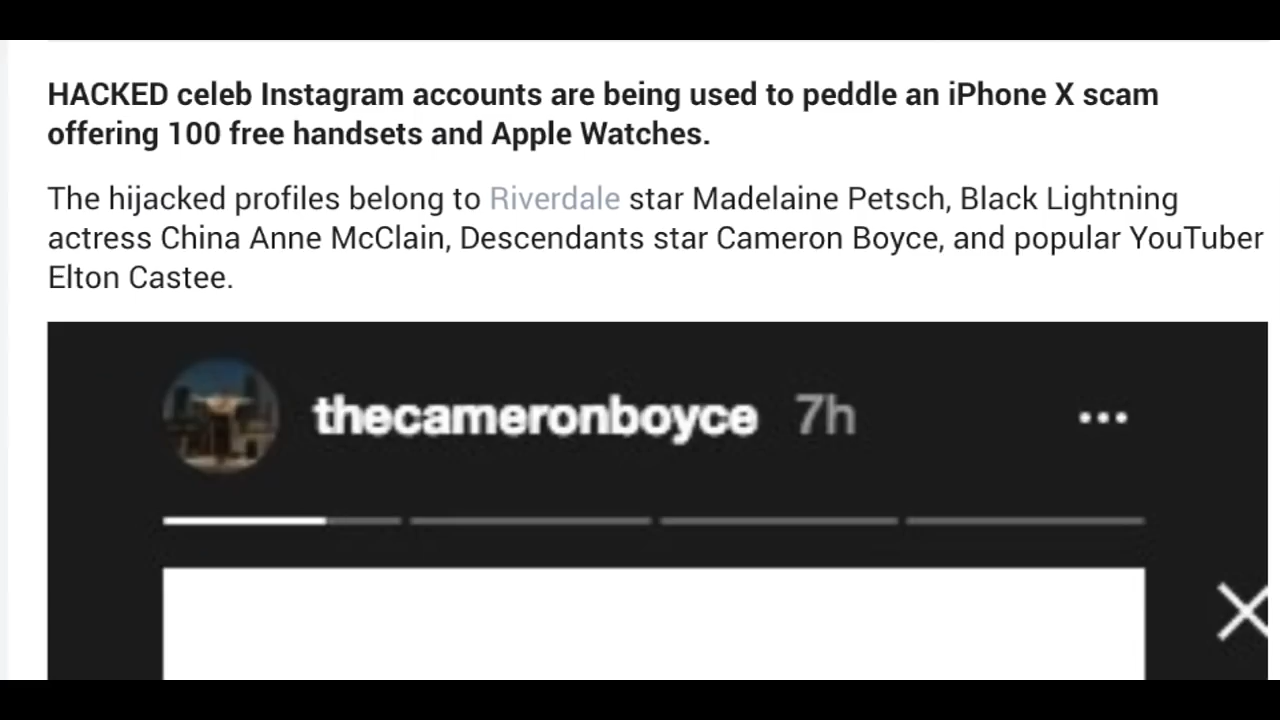 HACKED celeb Instagram accounts are being used to peddle an iPhone X scam
offering 100 free handsets and Apple Watches.
The hijacked profiles belong to Riverdale star Madelaine Petsch, Black Lightning
actress China Anne McClain, Descendants star Cameron Boyce, and popular YouTuber
Elton Castee.
thecameronboyce 7h